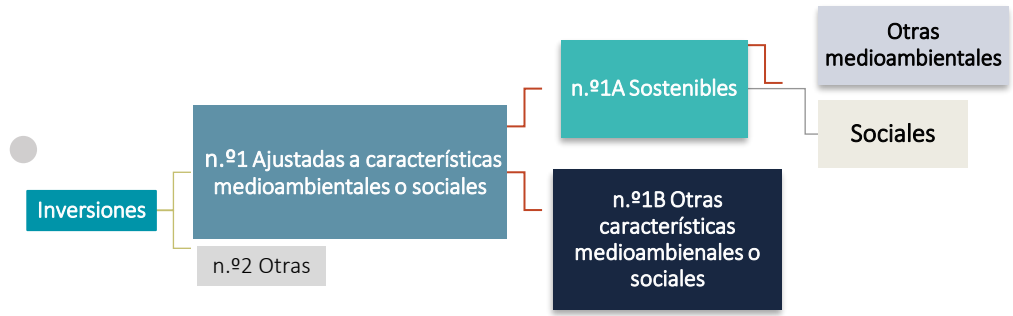 Inversiones
n.º1 Ajustadas a características
medioambientales o sociales
n.º2 Otras
n.º1A Sostenibles
n.º1B Otras
características
medioambienales o
sociales
Otras
medioambientales
Sociales